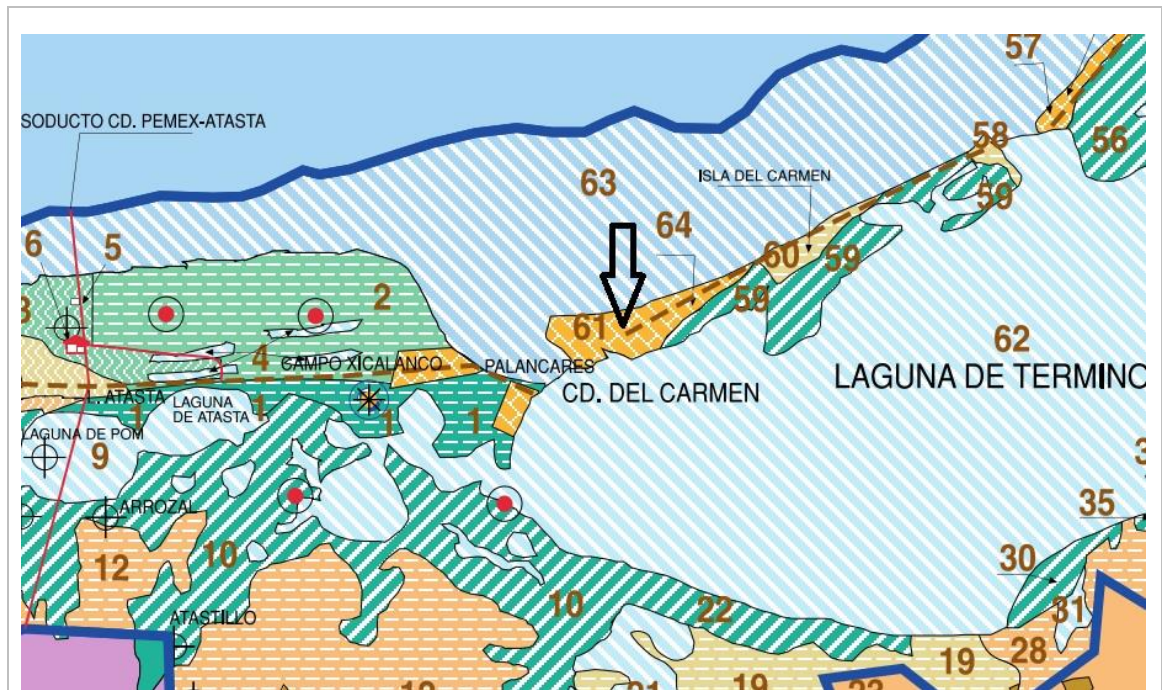 57
58
SODUCTO CD. PEMEX-ATASTA
56
ISLA DEL CARMEN
63
59
64
6
5
60
59
2
59
61
62
4
CAMPO XICALANCO
PALANCARES
LAGUNA DE TERMINO
CD. DEL CARMEN
L. ATASTA
LAGUNA
DE ATASTA
1
1
1
1
LAGUNA DE POM
9
35
ARROZAL
12
10
30
10
22
31
ATASTILLO
28
19
19